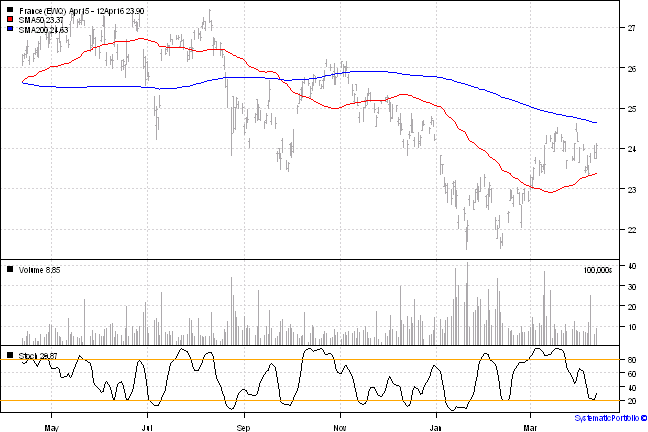 France (EWQ) Apr15 - 12Apr16 23.90
SMA50 23.37
SMA200 24.63
27
26
25
24
23
22
Volume 8.85
100,000s
40
30
20
10
Stoch 29.87
80
60
40
20
May
Jul
Sep
Nov
Jan
Mar
SystematicPortfolio ©